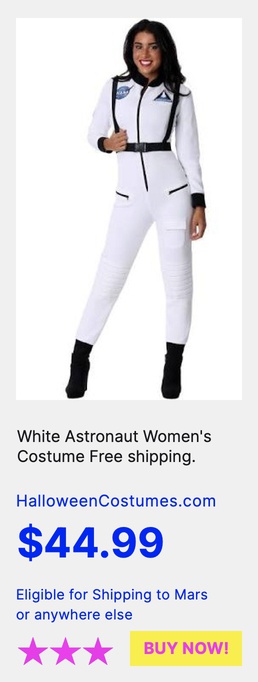 White Astronaut Women's
Costume Free shipping.
HalloweenCostumes.com
$44.99
Eligible for Shipping to Mars
or anywhere else
BUY NOW!